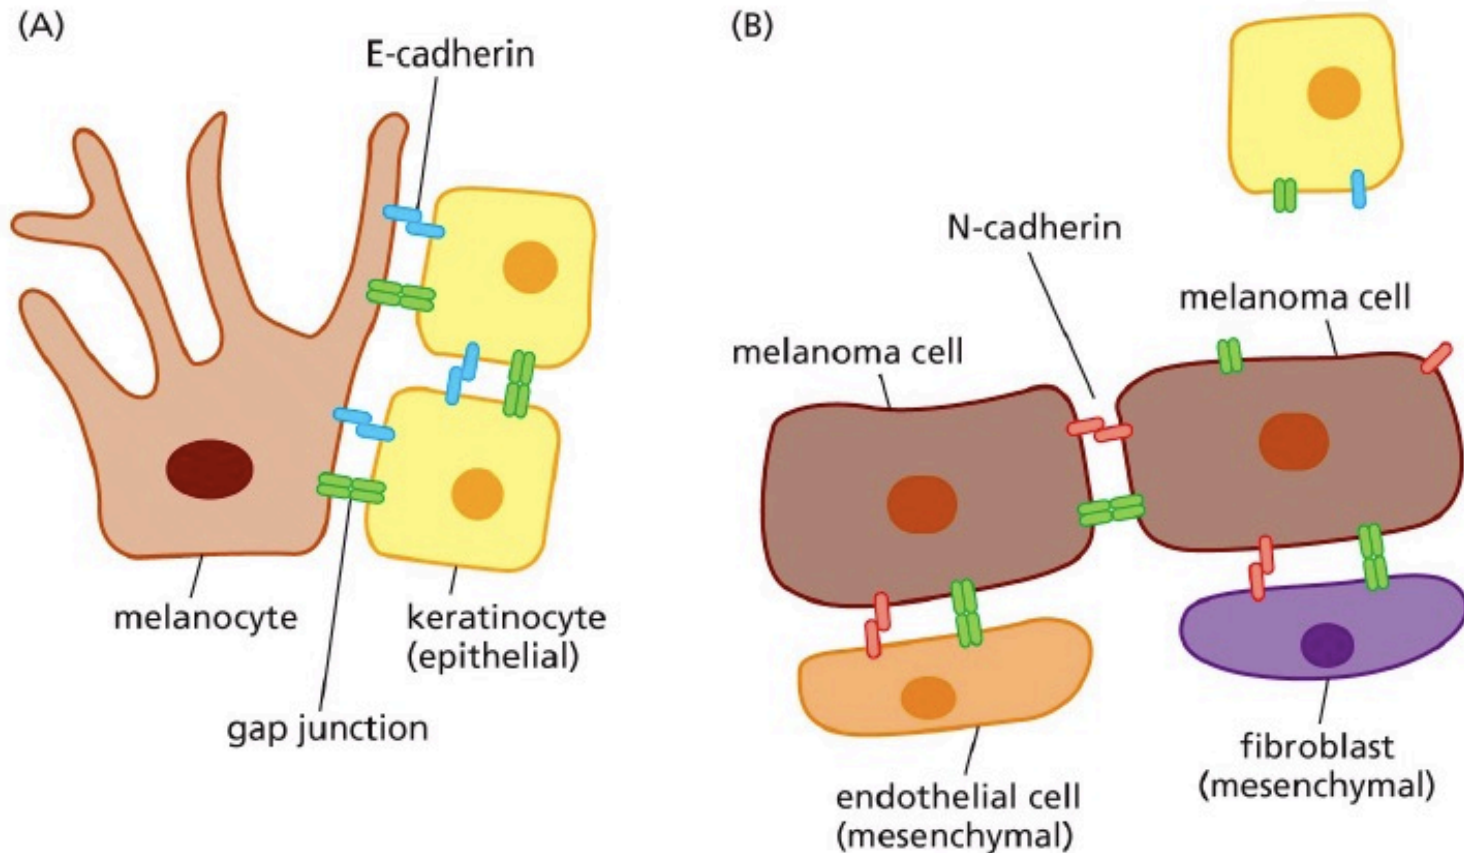 (A)
E-cadherin
melanocyte
keratinocyte
(epithelial)
gap junction
(B)
N-cadherin
melanoma cell
melanoma cell
endothelial cell
(mesenchymal)
fibroblast
(mesenchymal)